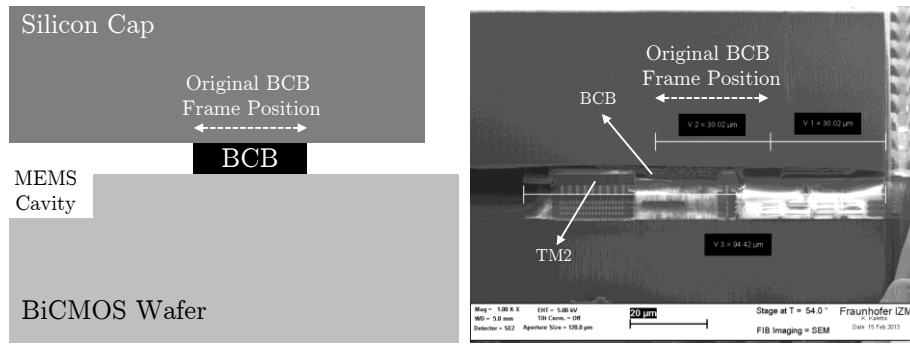 Silicon Cap
Original BCB
Frame Position
BCB
MEMS
Cavity
BiCMOS Wafer
Original BCB
Frame Position
BCB
V 2 = 30.02 µm
V 1 = 30.02 µm
TM2
V 3 = 94.42 µm
Mag = 1.00 K X
EHT = 5.00 kV
WD = 5.0 mm
Tilt Corrn. = Off
Detector = SE2
Aperture Size = 120.0 µm
20 µm
Stage at T = 54.0 °
FIB Imaging = SEM
Fraunhofer IZM
K. Kaletta
Date :15 Feb 2013